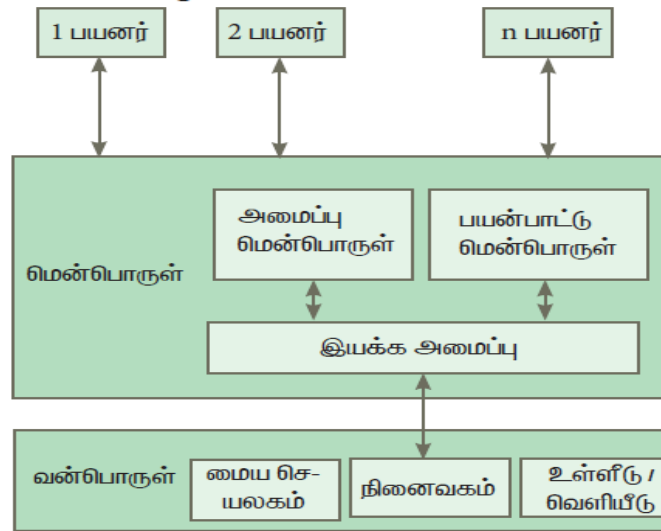 1 பயனர்
2 பயனர்
n பயனர்
அமைப்பு
மென்பொருள்
பயன்பாட்டு
மென்பொருள்
மென்பொருள்
இயக்க அமைப்பு
வன்பொருள்
மைய செ-
யலகம்
நினைவகம்
உள்ளீடு /
வெளியீடு